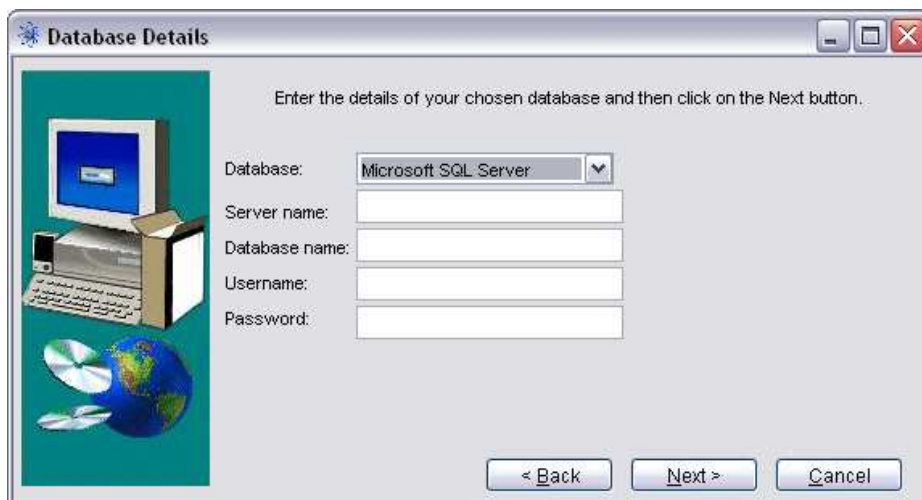 Database Details
Enter the details of your chosen database and then click on the Next button.
Database: Microsoft SQL Server
Server name:
Database name:
Username:
Password:
< Back Next > Cancel